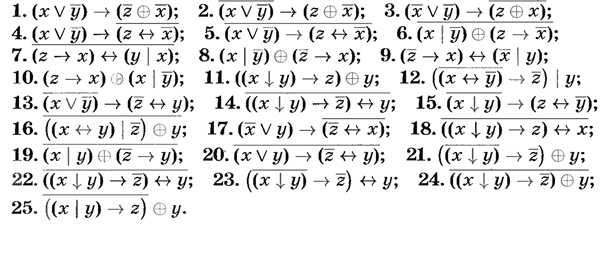 1. $(x \vee \overline{y}) \to \overline{(\overline{z} \oplus \overline{x})}$; 2. $\overline{(x \vee \overline{y})} \to (z \oplus \overline{x})$; 3. $\overline{(x \vee \overline{y})} \to \overline{(z \oplus x)}$;
4. $\overline{(x \vee \overline{y})} \to \overline{(z \leftrightarrow \overline{x})}$; 5. $\overline{(x \vee \overline{y}) \to (z \leftrightarrow \overline{x})}$; 6. $\overline{(x \mid \overline{y}) \oplus (z \to \overline{x})}$;
7. $\overline{(z \to x) \leftrightarrow (y \mid x)}$; 8. $(x \mid \overline{y}) \oplus (\overline{z} \to x)$; 9. $(\overline{z} \to x) \leftrightarrow (\overline{x} \mid y)$;
10. $(z \to x) \oplus (x \mid \overline{y})$; 11. $((x \downarrow y) \to z) \oplus y$; 12. $\overline{(\overline{(x \leftrightarrow \overline{y})} \to \overline{z})} \mid y$;
13. $\overline{(x \vee \overline{y})} \to (\overline{z} \leftrightarrow y)$; 14. $\overline{((x \downarrow y) \to \overline{z}) \leftrightarrow y}$; 15. $\overline{(x \downarrow y)} \to (z \leftrightarrow \overline{y})$;
16. $\overline{((x \leftrightarrow y) \mid \overline{z}) \oplus y}$; 17. $(\overline{x} \vee y) \to \overline{(\overline{z} \leftrightarrow x)}$; 18. $\overline{((x \downarrow y) \to z) \leftrightarrow x}$;
19. $\overline{(x \mid y) \oplus (\overline{z} \to y)}$; 20. $\overline{(x \vee y) \to (\overline{z} \leftrightarrow y)}$; 21. $(\overline{(x \downarrow y)} \to \overline{z}) \oplus y$;
22. $\overline{((x \downarrow y) \to \overline{z}) \leftrightarrow y}$; 23. $(\overline{(x \downarrow y)} \to \overline{z}) \leftrightarrow y$; 24. $\overline{((x \downarrow y) \to \overline{z}) \oplus y}$;
25. $\overline{((x \mid y) \to z)} \oplus y$.